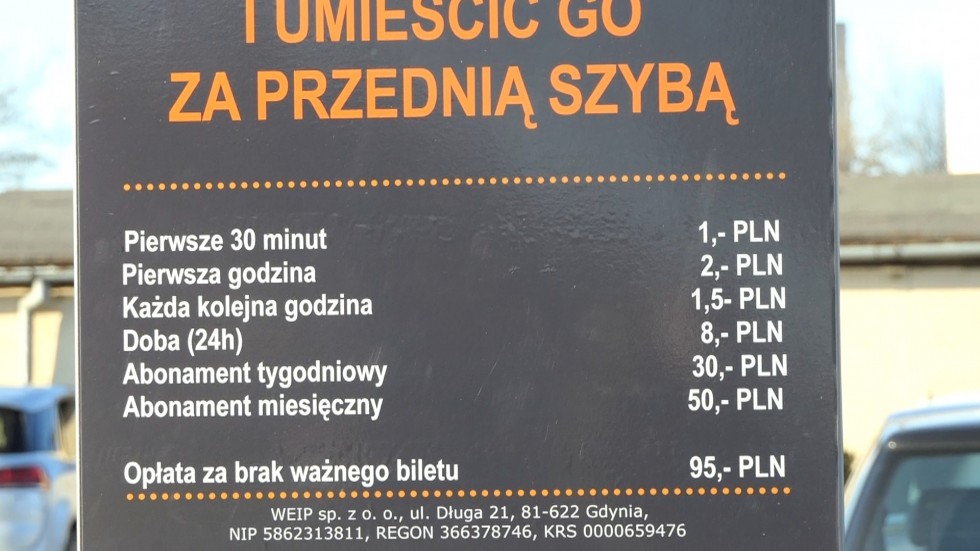 I UMIEŚCIĆ GO
ZA PRZEDNIĄ SZYBĄ
Pierwsze 30 minut 1,- PLN
Pierwsza godzina 2,- PLN
Każda kolejna godzina 1,5- PLN
Doba (24h) 8,- PLN
Abonament tygodniowy 30,- PLN
Abonament miesięczny 50,- PLN
Opłata za brak ważnego biletu 95,- PLN
WEIP sp. z o. o., ul. Długa 21, 81-622 Gdynia,
NIP 5862313811, REGON 366378746, KRS 0000659476